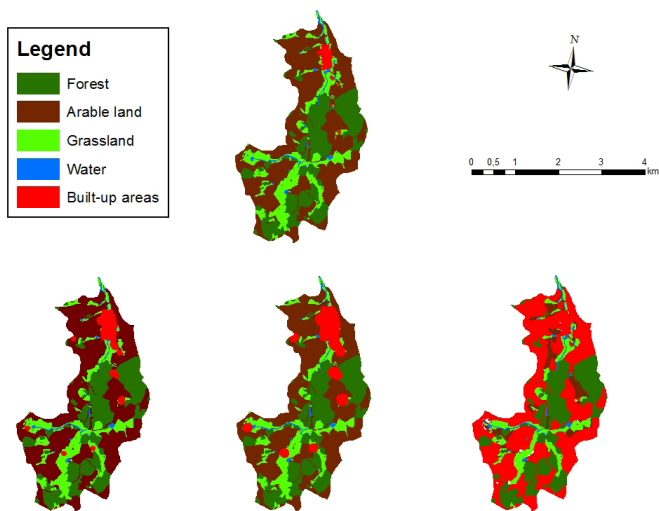 Legend
Forest
Arable land
Grassland
Water
Built-up areas
N
0 0,5 1 2 3 4
km